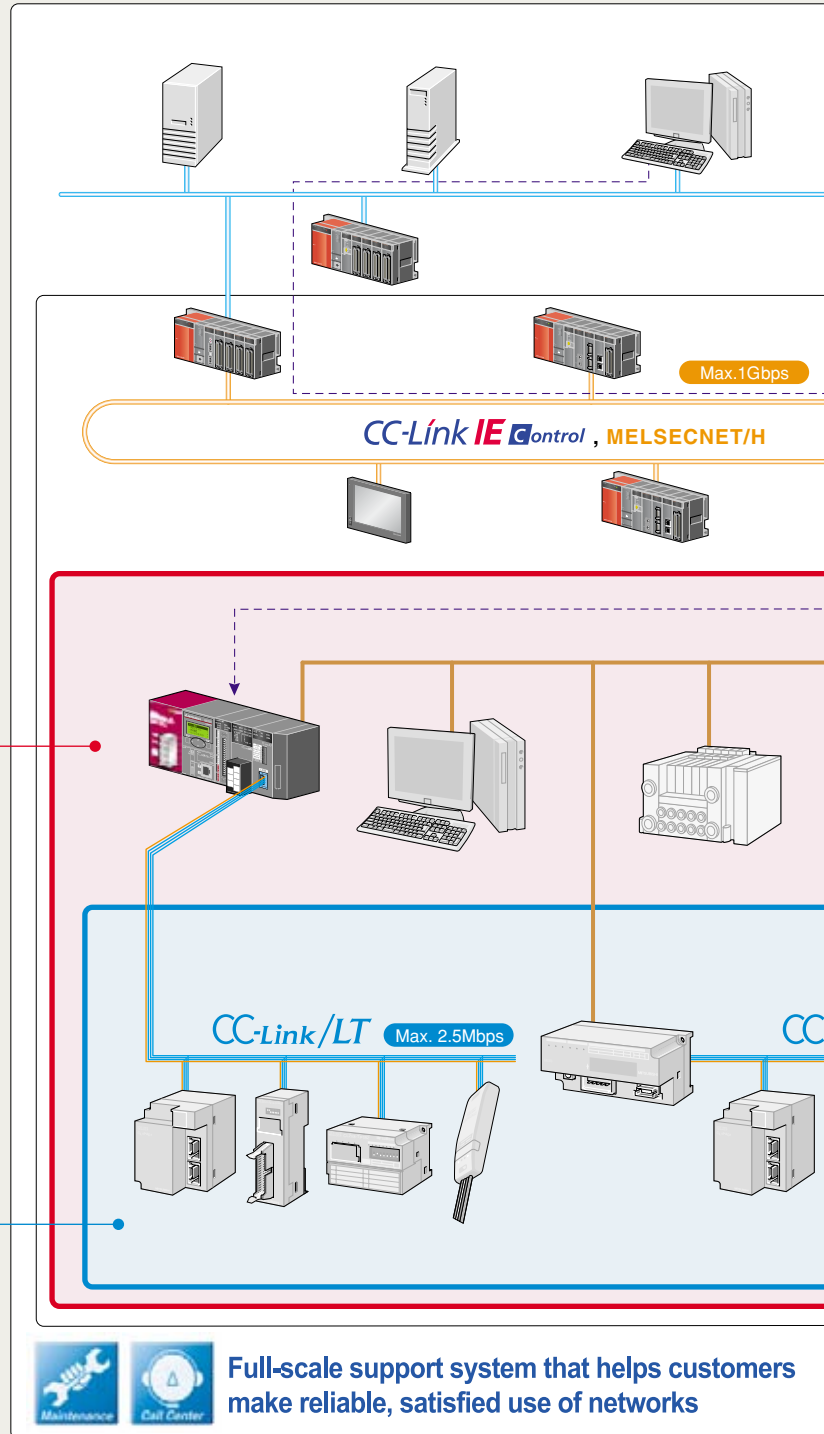 Max.1Gbps
CC-Link IE Control , MELSECNET/H
CC-Link/LT Max. 2.5Mbps
CC
Maintenance
Call Center
Full-scale support system that helps customers
make reliable, satisfied use of networks